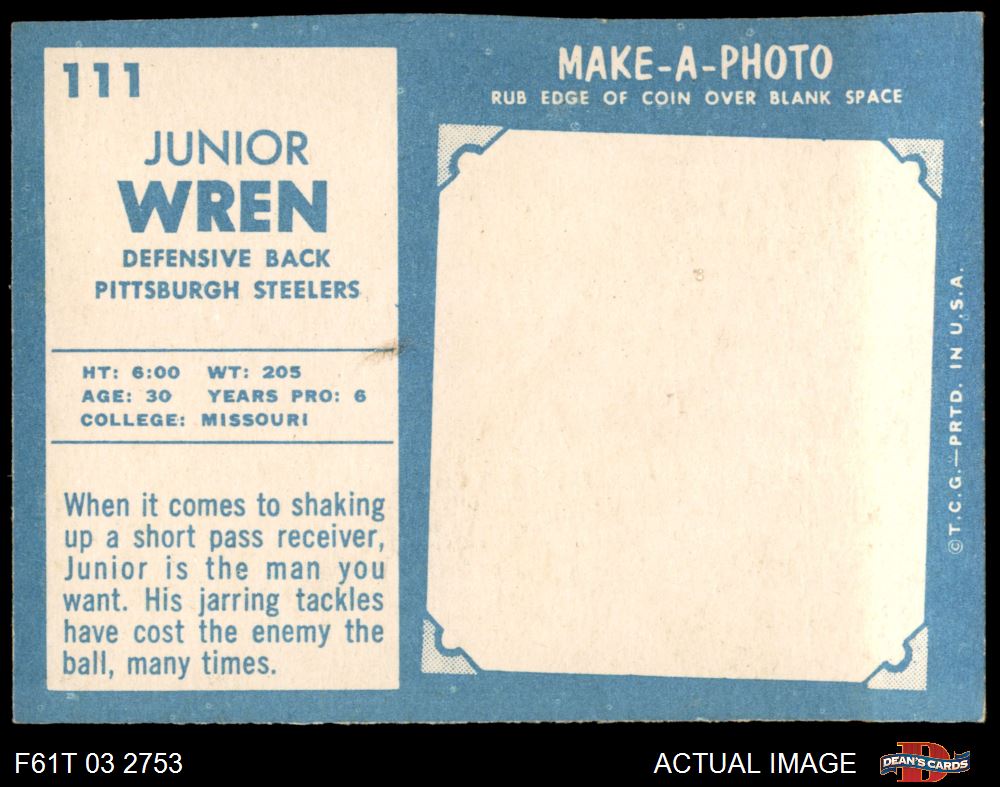 111
JUNIOR
WREN
DEFENSIVE BACK
PITTSBURGH STEELERS
HT: 6:00 WT: 205
AGE: 30 YEARS PRO: 6
COLLEGE: MISSOURI
When it comes to shaking
up a short pass receiver,
Junior is the man you
want. His jarring tackles
have cost the enemy the
ball, many times.
MAKE-A-PHOTO
RUB EDGE OF COIN OVER BLANK SPACE
©T.C.G.—PRTD. IN U.S.A.
F61T 03 2753
ACTUAL IMAGE
D
DEAN'S CARDS